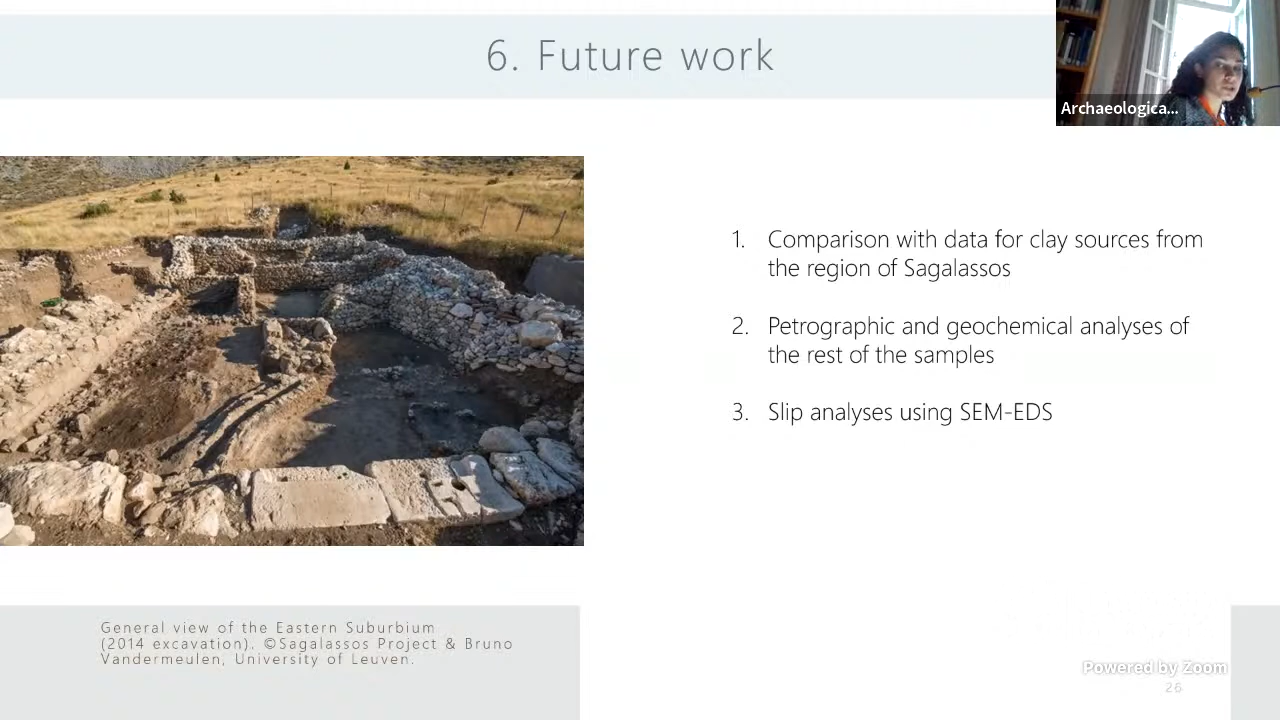 6. Future work
Archaeologica...
1. Comparison with data for clay sources from
the region of Sagalassos
2. Petrographic and geochemical analyses of
the rest of the samples
3. Slip analyses using SEM-EDS
General view of the Eastern Suburbium
(2014 excavation). ©Sagalassos Project & Bruno
Vandermeulen, University of Leuven.
Powered by Zoom
26